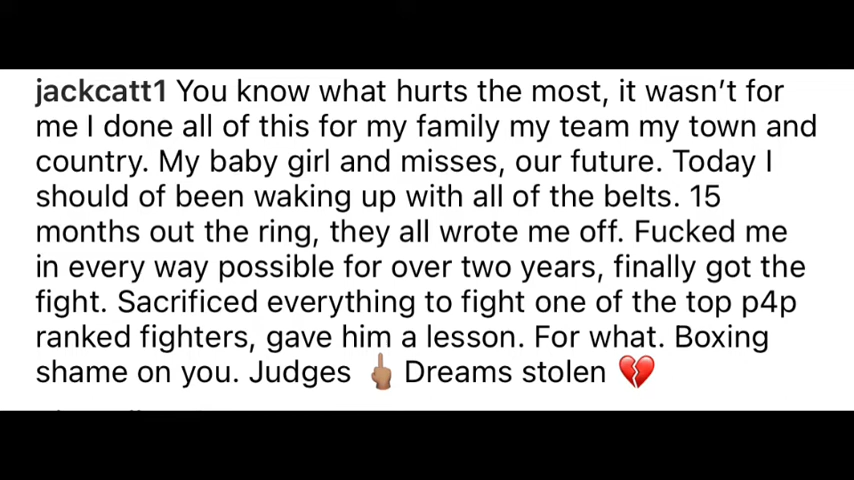 jackcatt1 You know what hurts the most, it wasn't for
me I done all of this for my family my team my town and
country. My baby girl and misses, our future. Today I
should of been waking up with all of the belts. 15
months out the ring, they all wrote me off. Fucked me
in every way possible for over two years, finally got the
fight. Sacrificed everything to fight one of the top p4p
ranked fighters, gave him a lesson. For what. Boxing
shame on you. Judges 🖕🏽 Dreams stolen 💔